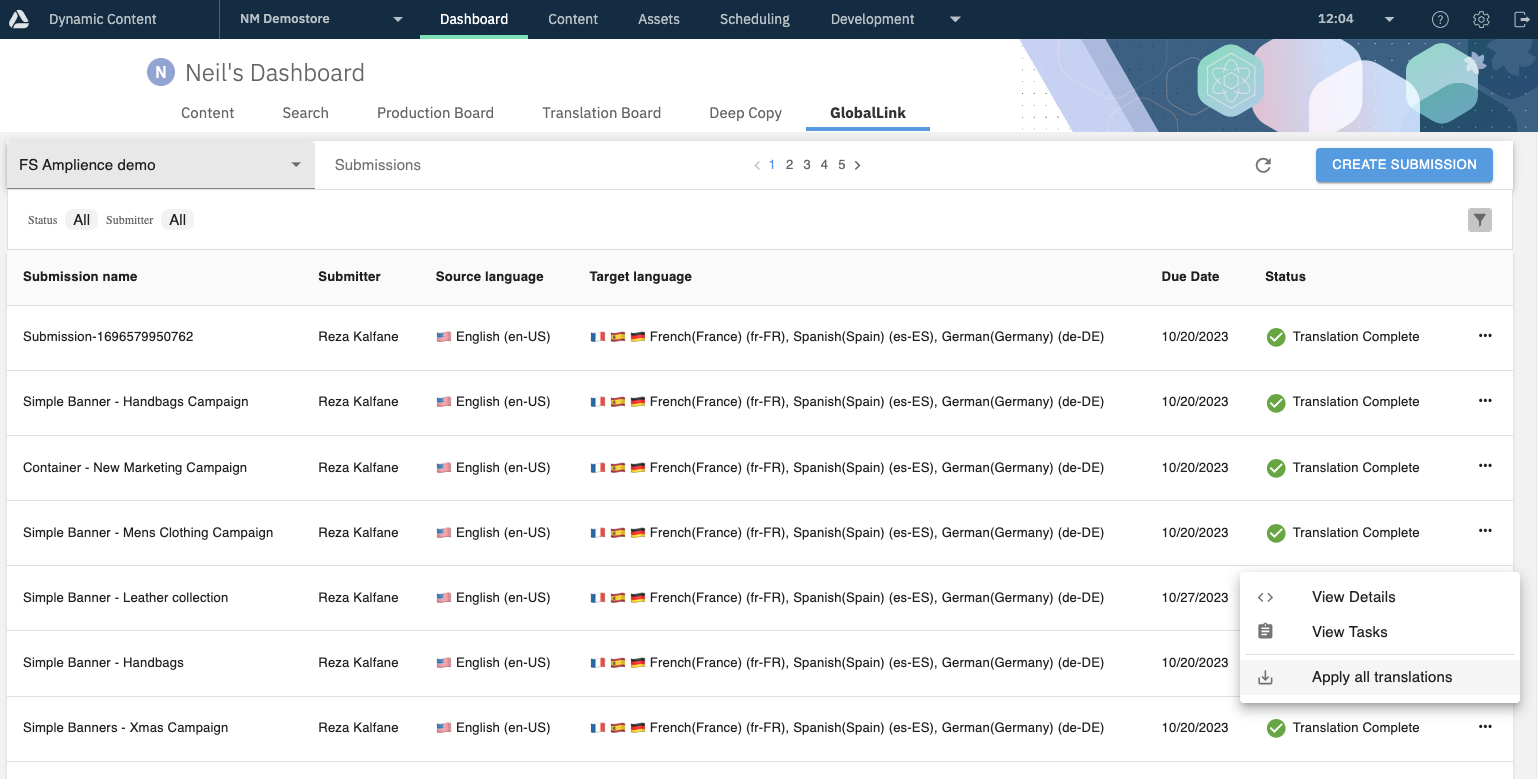 Dynamic Content NM Demostore Dashboard Content Assets Scheduling Development 12:04 ?
N Neil's Dashboard
Content Search Production Board Translation Board Deep Copy GlobalLink
FS Amplience demo Submissions < 1 2 3 4 5 > CREATE SUBMISSION
Status All Submitter All
Submission name Submitter Source language Target language Due Date Status
Submission-1696579950762 Reza Kalfane English (en-US) French(France) (fr-FR), Spanish(Spain) (es-ES), German(Germany) (de-DE) 10/20/2023 Translation Complete ...
Simple Banner - Handbags Campaign Reza Kalfane English (en-US) French(France) (fr-FR), Spanish(Spain) (es-ES), German(Germany) (de-DE) 10/20/2023 Translation Complete ...
Container - New Marketing Campaign Reza Kalfane English (en-US) French(France) (fr-FR), Spanish(Spain) (es-ES), German(Germany) (de-DE) 10/20/2023 Translation Complete ...
Simple Banner - Mens Clothing Campaign Reza Kalfane English (en-US) French(France) (fr-FR), Spanish(Spain) (es-ES), German(Germany) (de-DE) 10/20/2023 Translation Complete ...
Simple Banner - Leather collection Reza Kalfane English (en-US) French(France) (fr-FR), Spanish(Spain) (es-ES), German(Germany) (de-DE) 10/27/2023 <> View Details
View Tasks
Simple Banner - Handbags Reza Kalfane English (en-US) French(France) (fr-FR), Spanish(Spain) (es-ES), German(Germany) (de-DE) 10/20/2023
Apply all translations
Simple Banners - Xmas Campaign Reza Kalfane English (en-US) French(France) (fr-FR), Spanish(Spain) (es-ES), German(Germany) (de-DE) 10/20/2023 Translation Complete ...